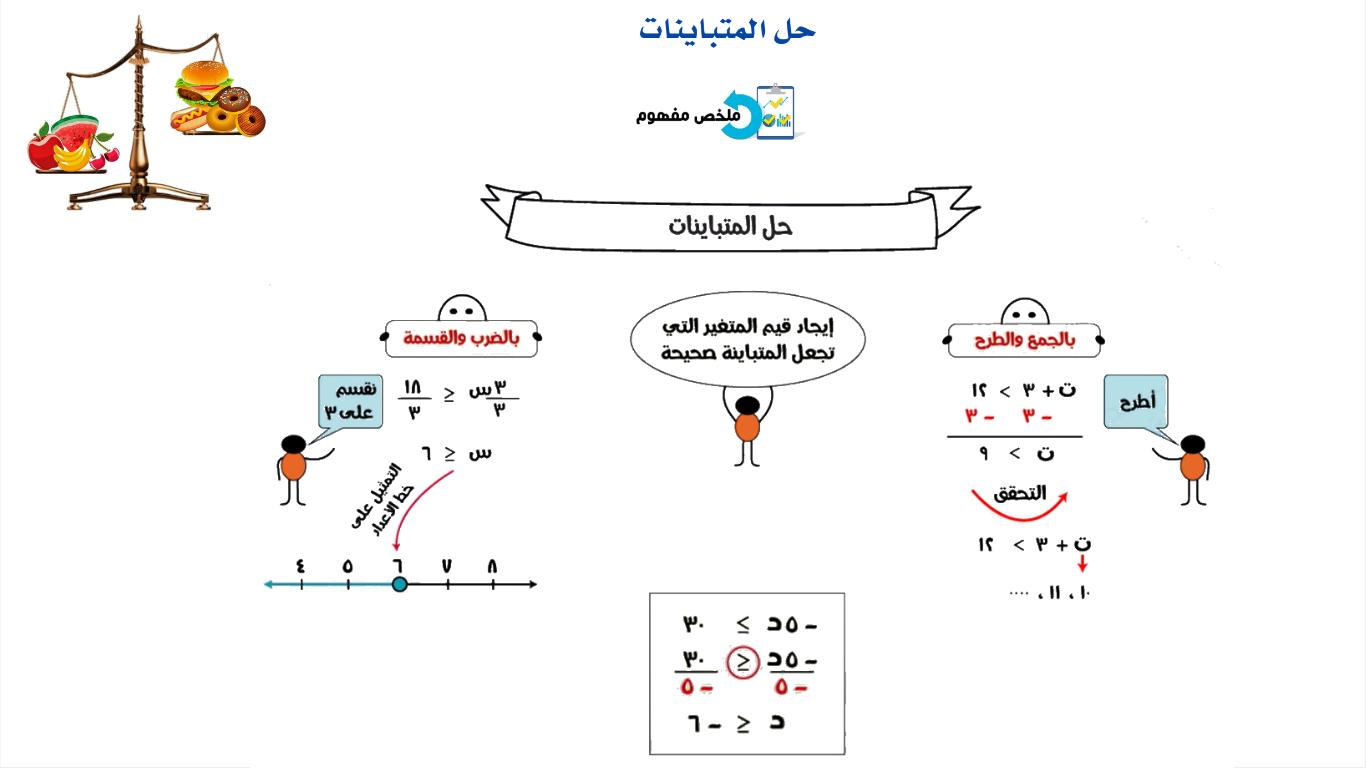 حل المتباينات
ملخص مفهوم
حل المتباينات
بالجمع والطرح
أطرح
ت + ٣ > ١٢
- ٣ - ٣
ت > ٩
التحقق
ت + ٣ > ١٢
١٠ ، ١١ ، ....
إيجاد قيم المتغير التي
تجعل المتباينة صحيحة
بالضرب والقسمة
نقسم
على ٣
٣س ≤ ١٨
٣ ٣
س ≤ ٦
التمثيل على
خط الأعداد
٨ ٧ ٦ ٥ ٤
- ٥ د ≥ ٣٠
- ٥ د ≤ ٣٠
- ٥ - ٥
د ≤ - ٦